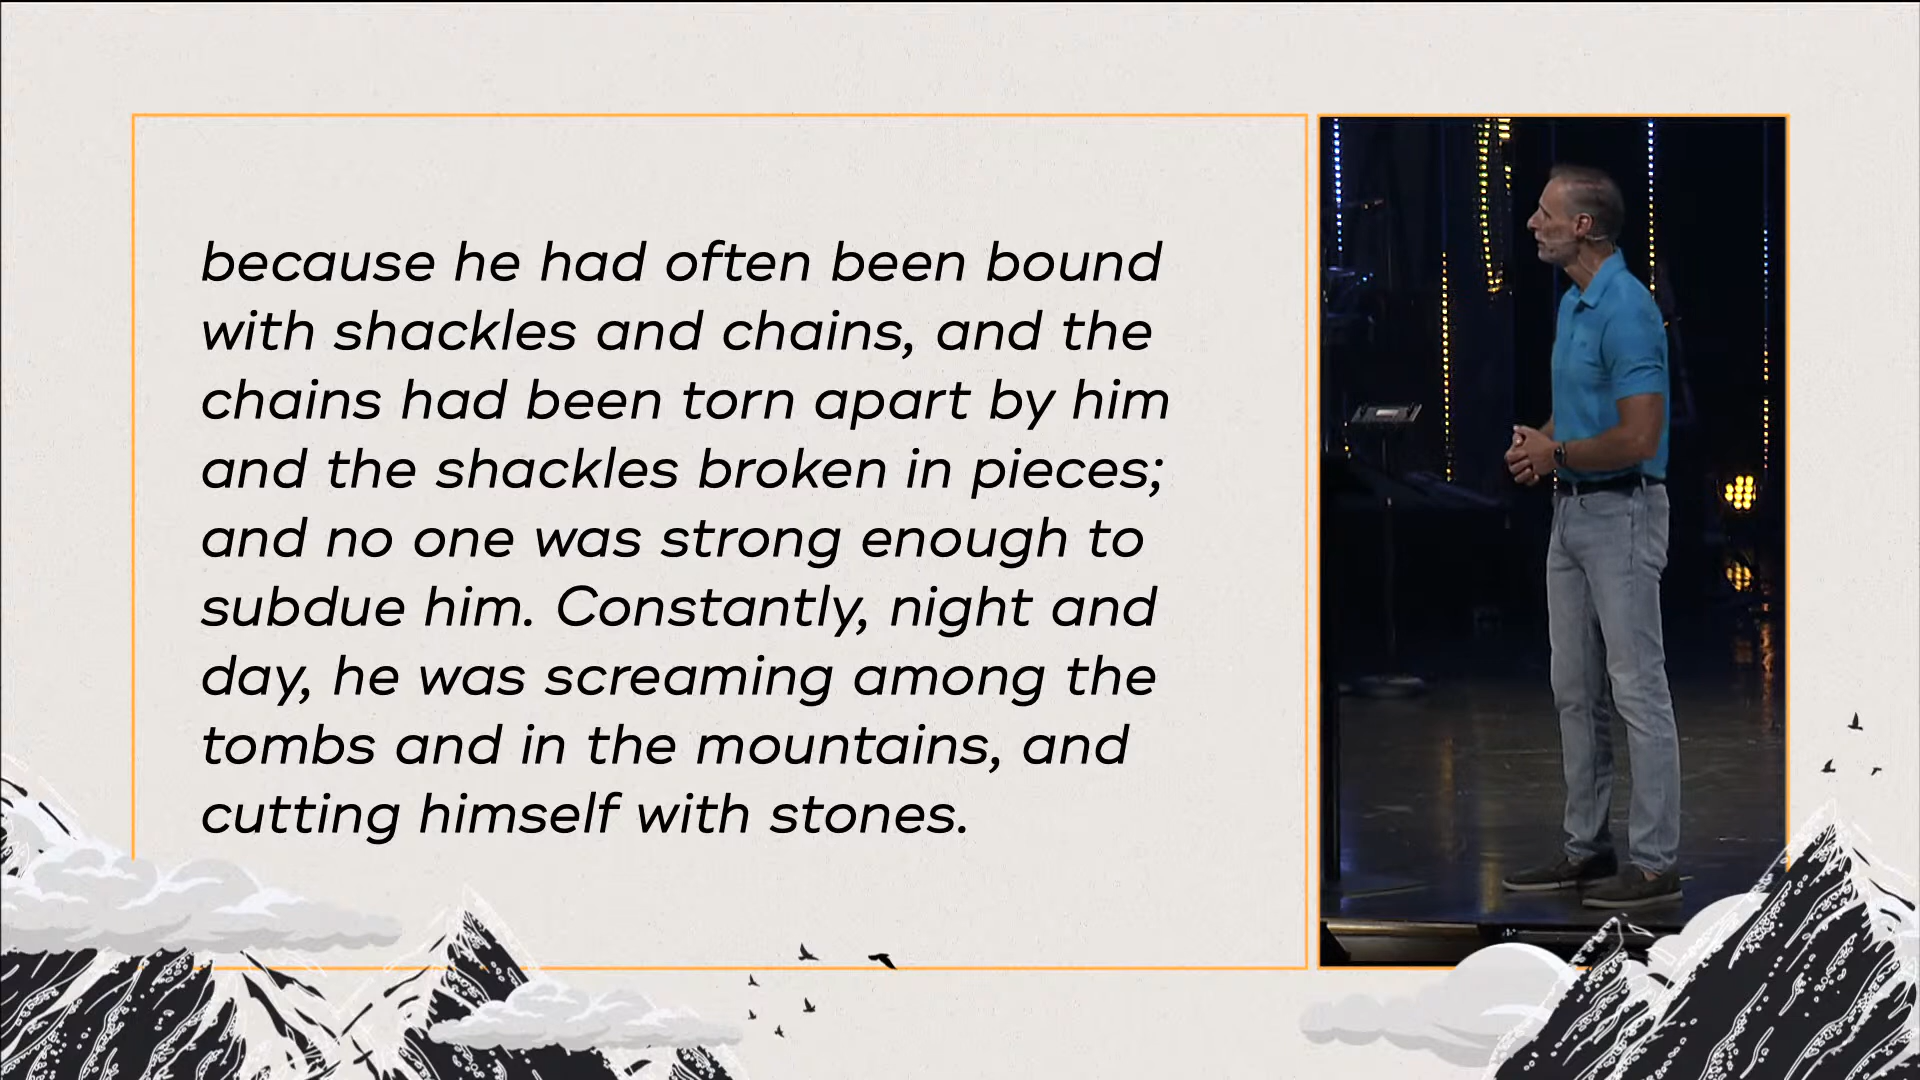 because he had often been bound
with shackles and chains, and the
chains had been torn apart by him
and the shackles broken in pieces;
and no one was strong enough to
subdue him. Constantly, night and
day, he was screaming among the
tombs and in the mountains, and
cutting himself with stones.